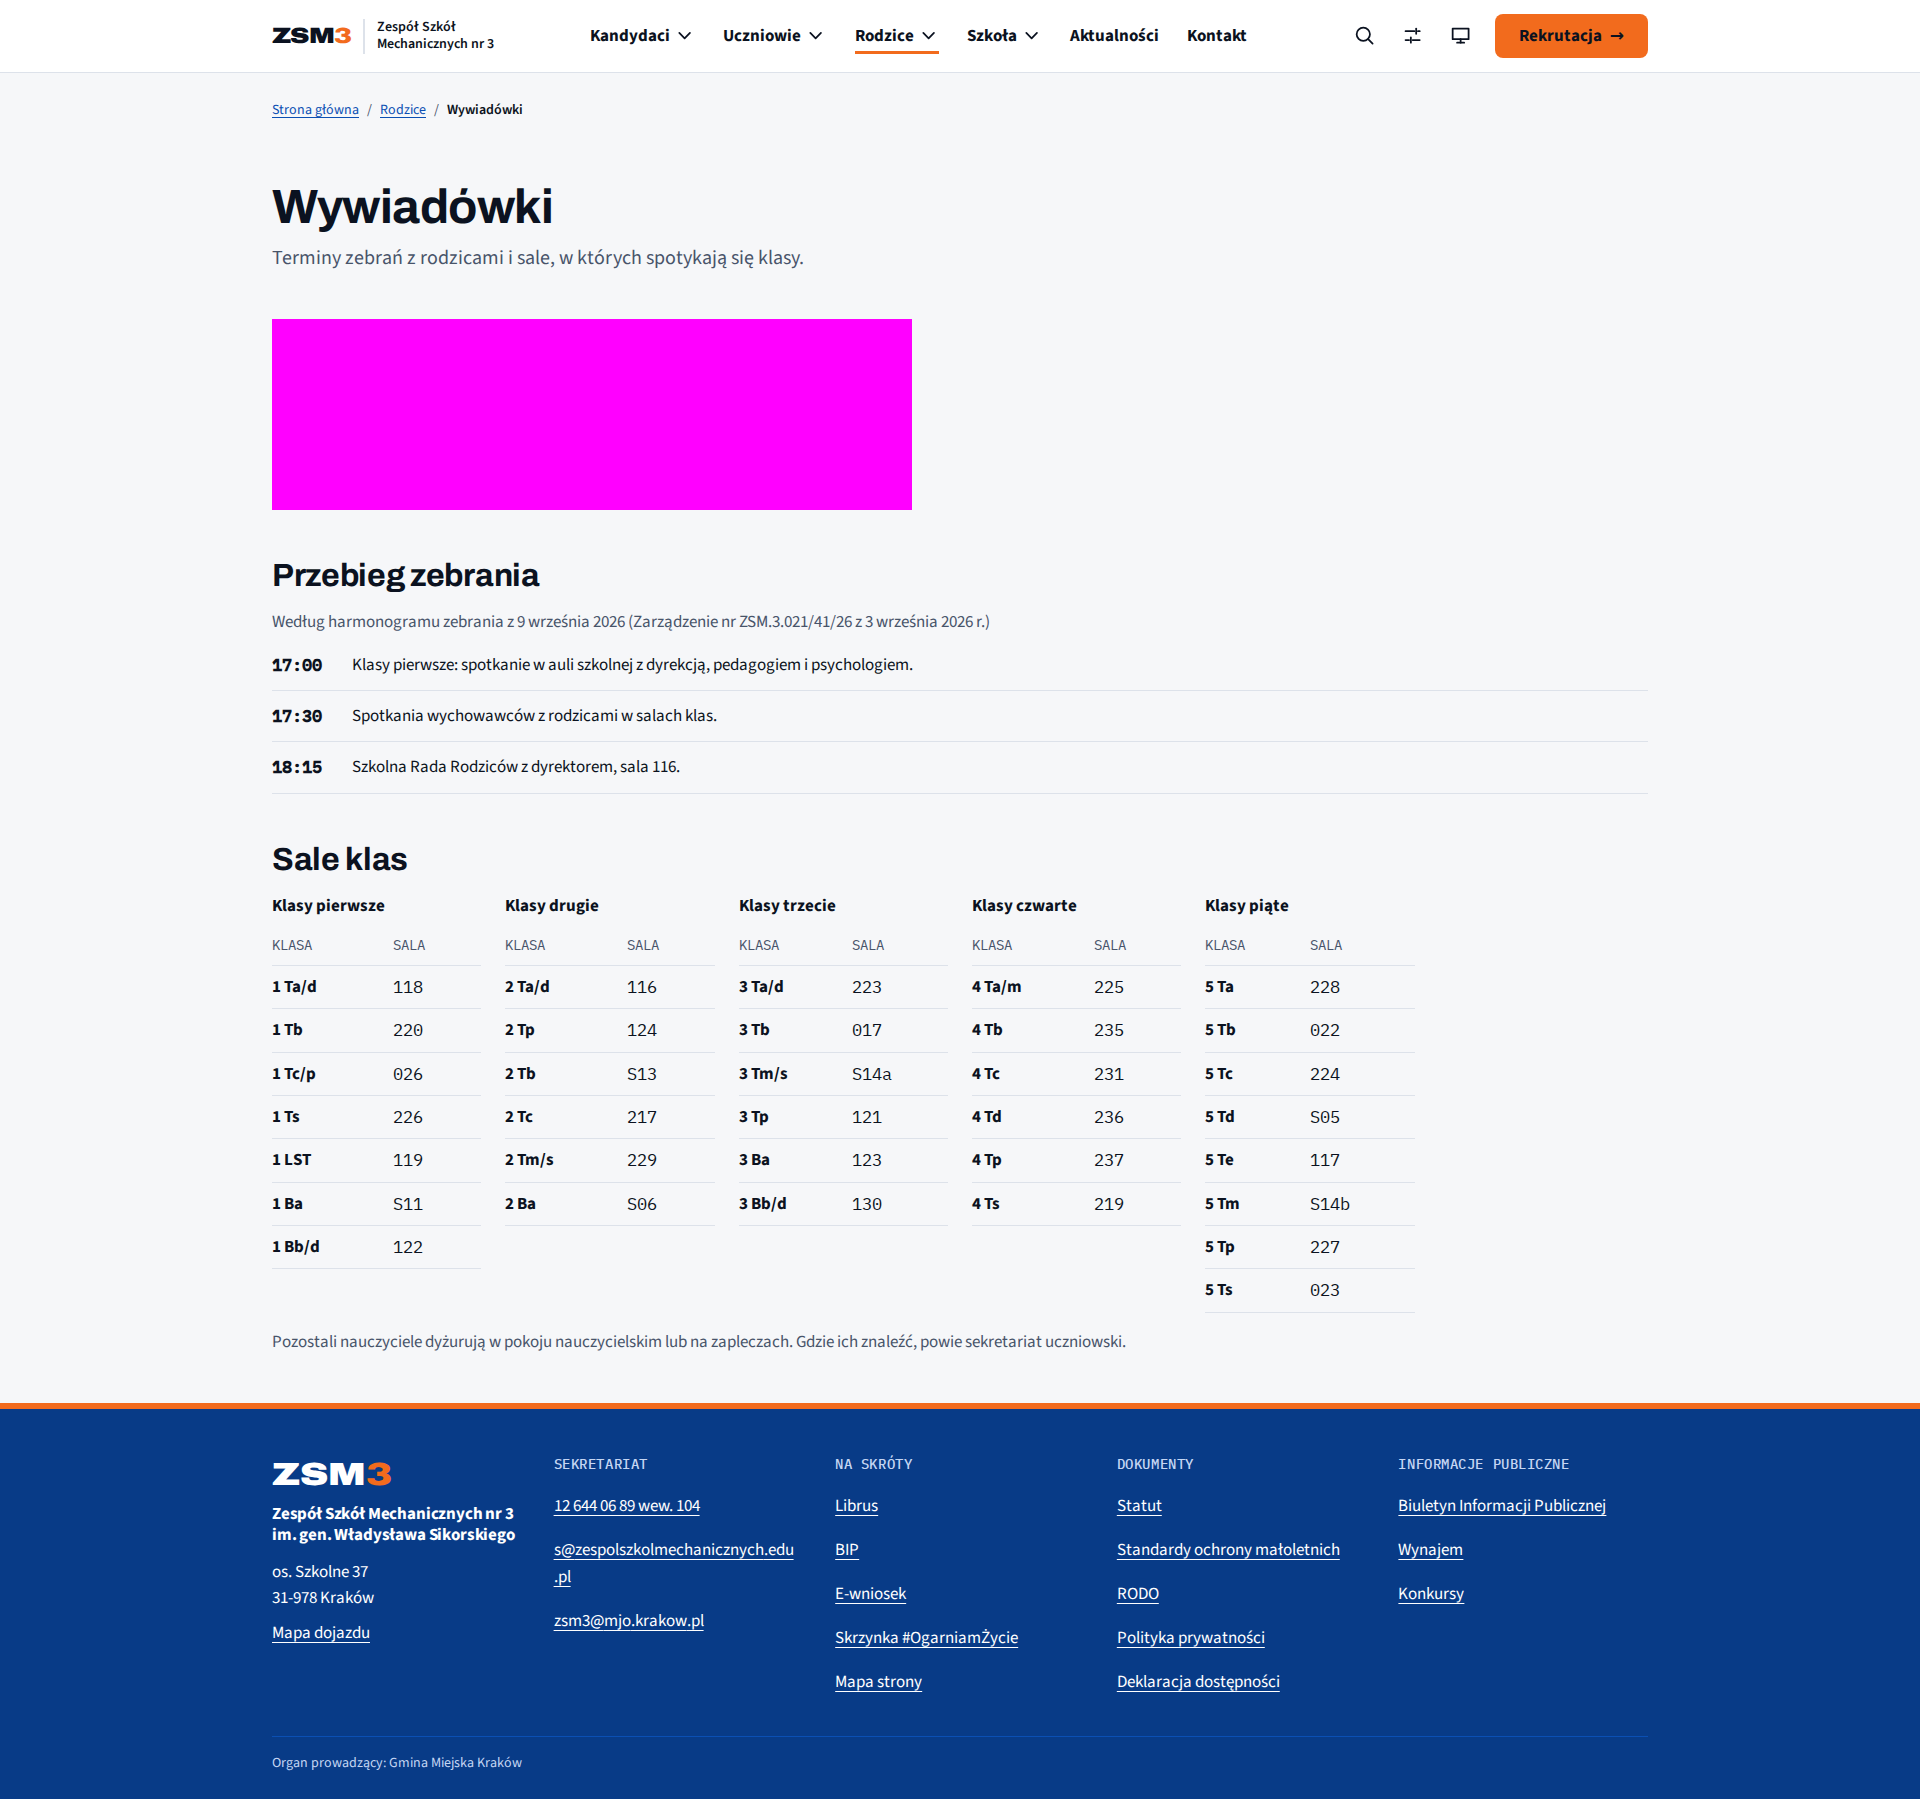 ZSM3
Zespół Szkół
Mechanicznych nr 3
Kandydaci
Uczniowie
Rodzice
Szkoła
Aktualności
Kontakt
Rekrutacja →
Strona główna / Rodzice / Wywiadówki
Wywiadówki
Terminy zebrań z rodzicami i sale, w których spotykają się klasy.
Przebieg zebrania
Według harmonogramu zebrania z 9 września 2026 (Zarządzenie nr ZSM.3.021/41/26 z 3 września 2026 r.)
17:00 Klasy pierwsze: spotkanie w auli szkolnej z dyrekcją, pedagogiem i psychologiem.
17:30 Spotkania wychowawców z rodzicami w salach klas.
18:15 Szkolna Rada Rodziców z dyrektorem, sala 116.
Sale klas
Klasy pierwsze
KLASA SALA
1 Ta/d 118
1 Tb 220
1 Tc/p 026
1 Ts 226
1 LST 119
1 Ba S11
1 Bb/d 122
Klasy drugie
KLASA SALA
2 Ta/d 116
2 Tp 124
2 Tb S13
2 Tc 217
2 Tm/s 229
2 Ba S06
Klasy trzecie
KLASA SALA
3 Ta/d 223
3 Tb 017
3 Tm/s S14a
3 Tp 121
3 Ba 123
3 Bb/d 130
Klasy czwarte
KLASA SALA
4 Ta/m 225
4 Tb 235
4 Tc 231
4 Td 236
4 Tp 237
4 Ts 219
Klasy piąte
KLASA SALA
5 Ta 228
5 Tb 022
5 Tc 224
5 Td S05
5 Te 117
5 Tm S14b
5 Tp 227
5 Ts 023
Pozostali nauczyciele dyżurują w pokoju nauczycielskim lub na zapleczach. Gdzie ich znaleźć, powie sekretariat uczniowski.
ZSM3
Zespół Szkół Mechanicznych nr 3
im. gen. Władysława Sikorskiego
os. Szkolne 37
31-978 Kraków
Mapa dojazdu
SEKRETARIAT
12 644 06 89 wew. 104
s@zespolszkolmechanicznych.edu
.pl
zsm3@mjo.krakow.pl
NA SKRÓTY
Librus
BIP
E-wniosek
Skrzynka #OgarniamŻycie
Mapa strony
DOKUMENTY
Statut
Standardy ochrony małoletnich
RODO
Polityka prywatności
Deklaracja dostępności
INFORMACJE PUBLICZNE
Biuletyn Informacji Publicznej
Wynajem
Konkursy
Organ prowadzący: Gmina Miejska Kraków